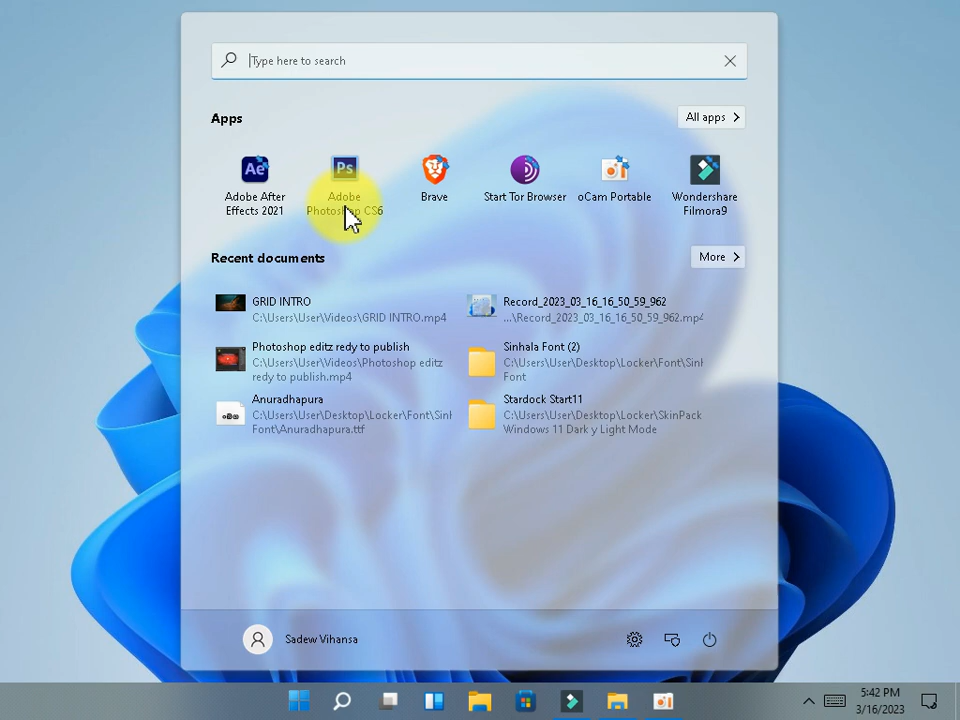 Type here to search
Apps
All apps
Ae
Ps
Adobe After
Effects 2021
Adobe
Photoshop CS6
Brave
Start Tor Browser
oCam Portable
Wondershare
Filmora9
Recent documents
More
GRID INTRO
C:\Users\User\Videos\GRID INTRO.mp4
Record_2023_03_16_16_50_59_962
...\Record_2023_03_16_16_50_59_962.mp4
Photoshop editz redy to publish
C:\Users\User\Videos\Photoshop editz
redy to publish.mp4
Sinhala Font (2)
C:\Users\User\Desktop\Locker\Font\Sinh
Font
Anuradhapura
C:\Users\User\Desktop\Locker\Font\Sinh
Font\Anuradhapura.ttf
Stardock Start11
C:\Users\User\Desktop\Locker\SkinPack
Windows 11 Dark y Light Mode
Sadew Vihansa
5:42 PM
3/16/2023